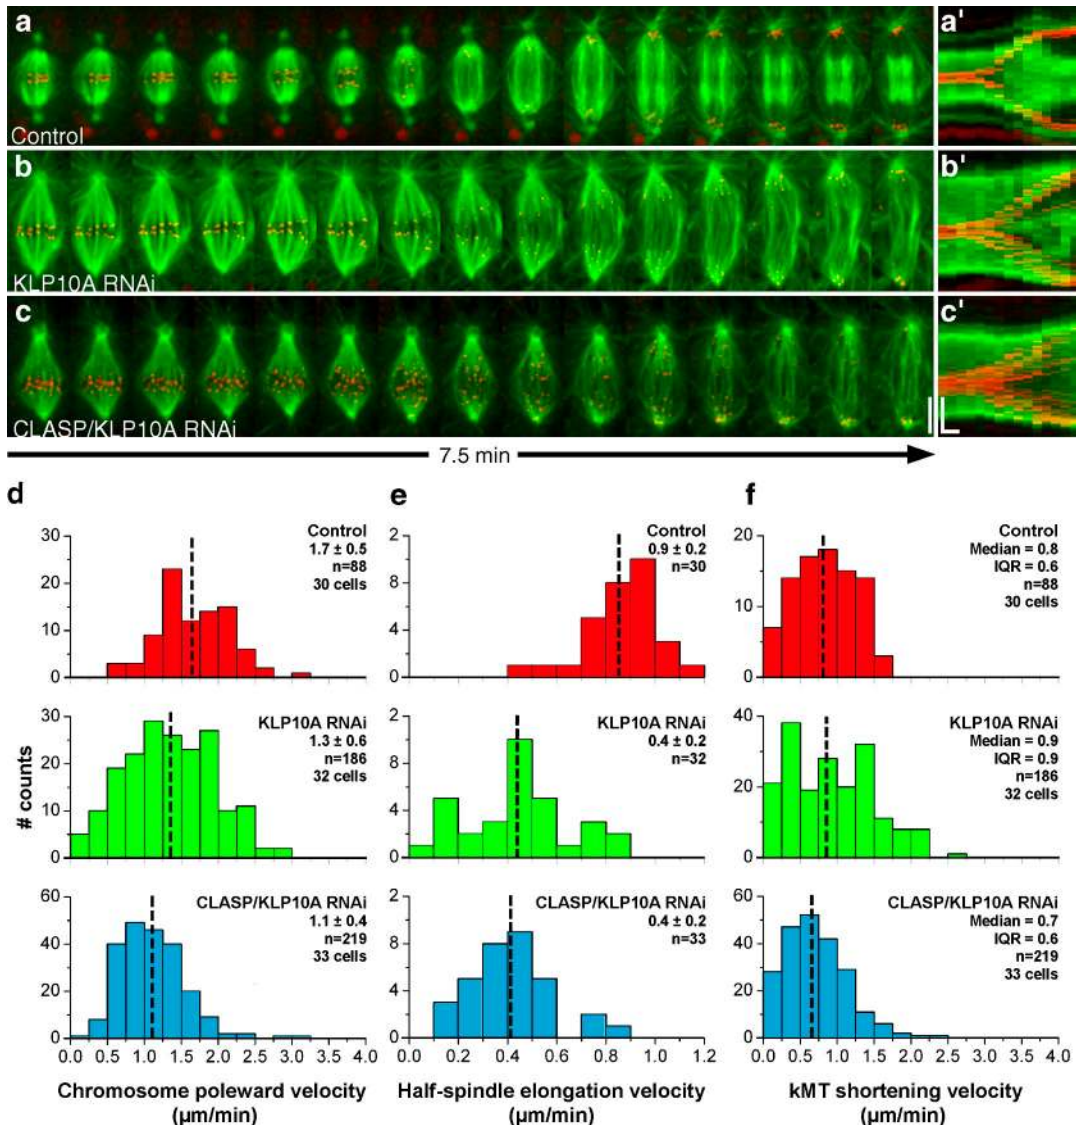 a
a'
Control
b
b'
KLP10A RNAi
c
c'
CLASP/KLP10A RNAi
7.5 min
d
e
f
# counts
30
20
10
0
Control
1.7 ± 0.5
n=88
30 cells
2
8
4
0
Control
0.9 ± 0.2
n=30
20
10
0
Control
Median = 0.8
IQR = 0.6
n=88
30 cells
30
20
10
0
KLP10A RNAi
1.3 ± 0.6
n=186
32 cells
2
8
4
0
KLP10A RNAi
0.4 ± 0.2
n=32
40
20
0
KLP10A RNAi
Median = 0.9
IQR = 0.9
n=186
32 cells
60
40
20
0
CLASP/KLP10A RNAi
1.1 ± 0.4
n=219
33 cells
2
8
4
0
CLASP/KLP10A RNAi
0.4 ± 0.2
n=33
60
40
20
0
CLASP/KLP10A RNAi
Median = 0.7
IQR = 0.6
n=219
33 cells
0.0 0.5 1.0 1.5 2.0 2.5 3.0 3.5 4.0
0.0 0.2 0.4 0.6 0.8 1.0 1.2
0.0 0.5 1.0 1.5 2.0 2.5 3.0 3.5 4.0
Chromosome poleward velocity
(µm/min)
Half-spindle elongation velocity
(µm/min)
kMT shortening velocity
(µm/min)